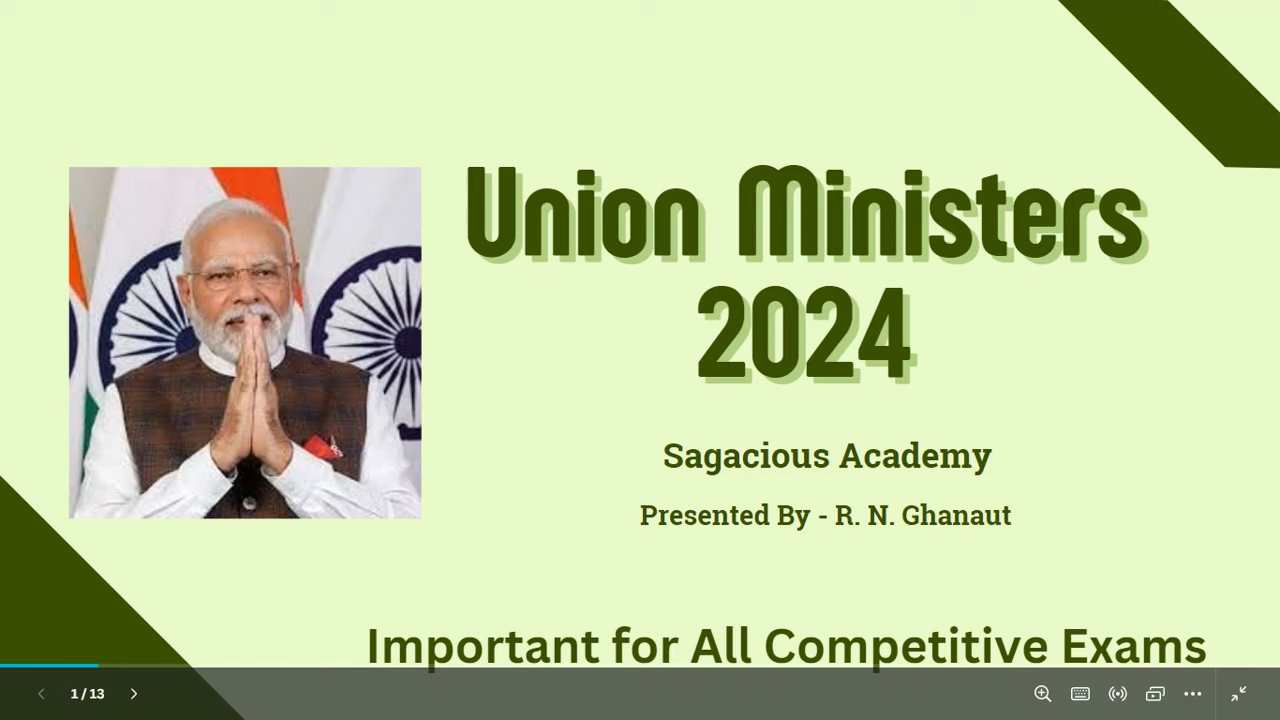 Union Ministers
2024
Sagacious Academy
Presented By - R. N. Ghanaut
Important for All Competitive Exams
1 / 13